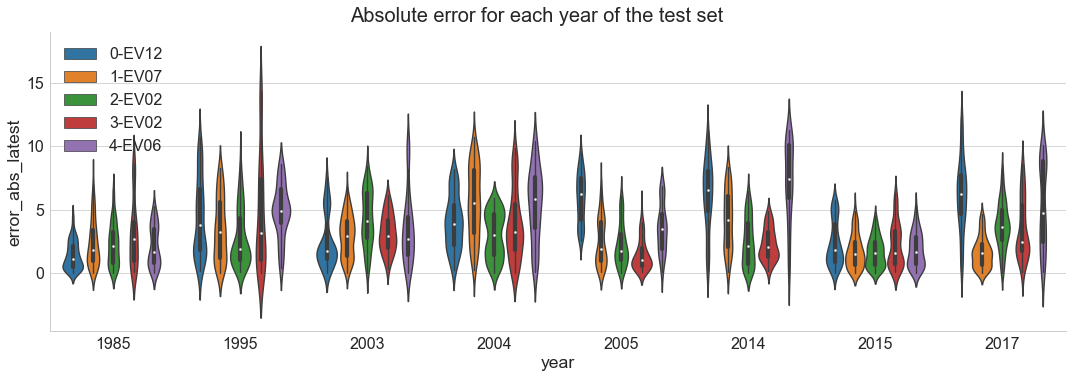 Absolute error for each year of the test set
0-EV12
1-EV07
2-EV02
3-EV02
4-EV06
error_abs_latest
15
10
5
0
1985 1995 2003 2004 2005 2014 2015 2017
year